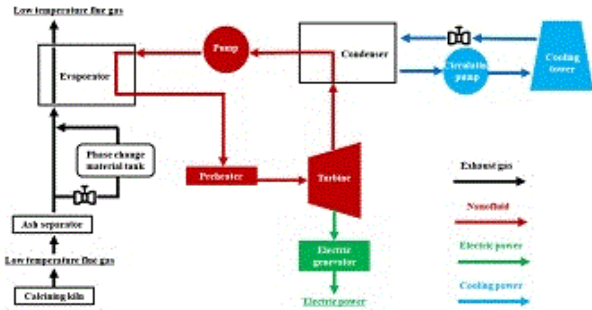 Low temperature flue gas
Evaporator
Pump
Condenser
Circulating
pump
Cooling
tower
Phase change
material tank
Preheater
Turbine
Exhaust gas
Nanofluid
Electric power
Cooling power
Ash separator
Low temperature flue gas
Calcining kiln
Electric
generator
Electric power